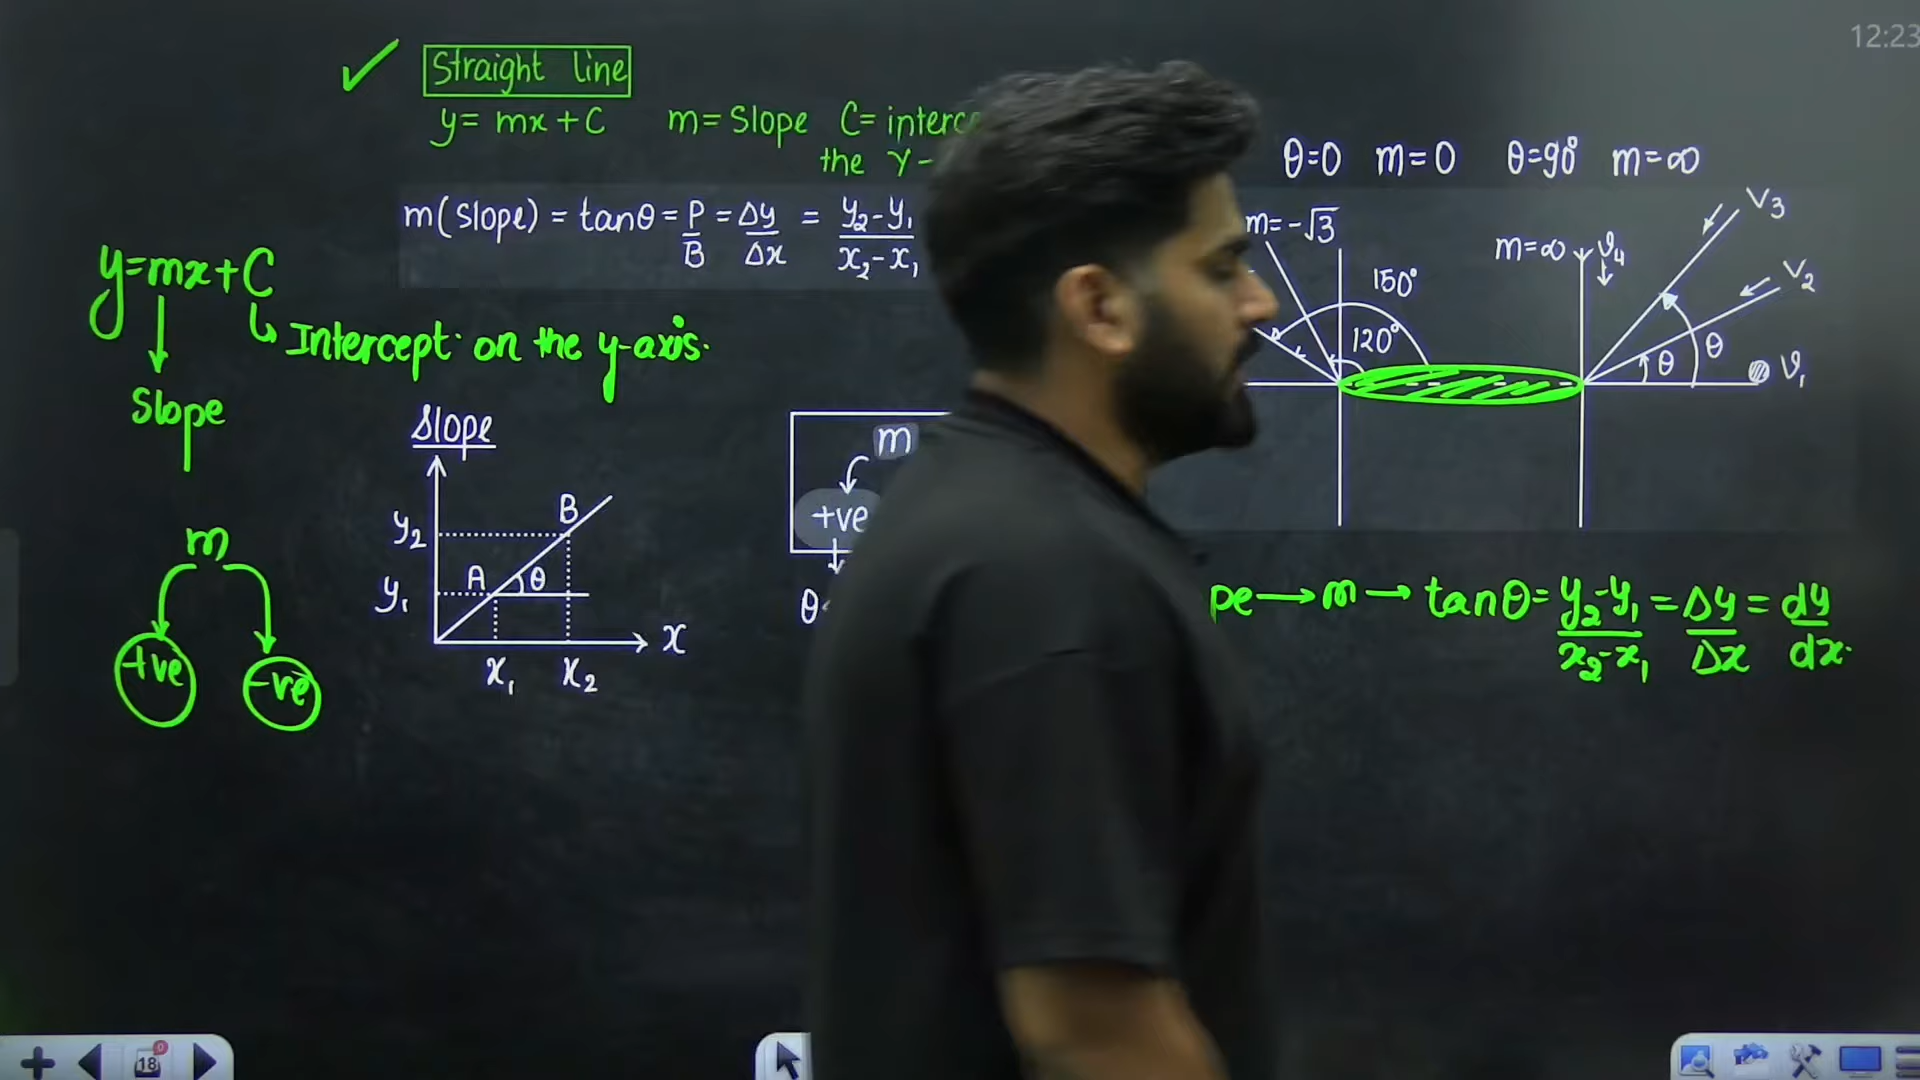 12:23
Straight line
y= mx + C m= Slope C=
the Y-
θ=0 m=0 θ=90° m=∞
m(Slope) = tanθ = P/B = Δy/Δx = y₂-y₁/x₂-x₁
y=mx+C
Intercept on the y-axis.
Slope
m
+ve -ve
Slope
y₂ B
y₁ A θ
x
x₁ x₂
m
+ve
θ
m=-√3
150°
120°
m=∞ v₄ V₃
V₂
θ θ v₁
pe → m → tanθ = y₂-y₁/x₂-x₁ = Δy/Δx = dy/dx.
18